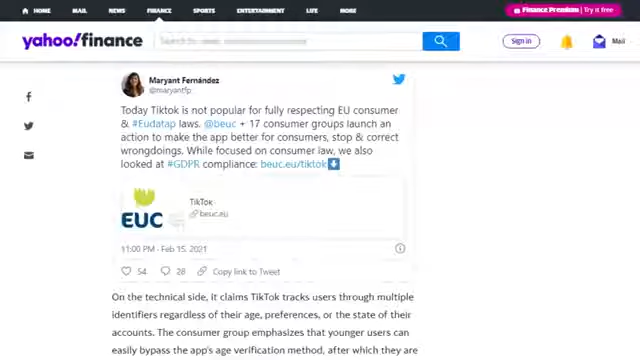 HOME MAIL NEWS FINANCE SPORTS ENTERTAINMENT LIFE MORE Finance Premium | Try it free
yahoo!finance Sign in Mail
Maryant Fernández
@maryantfp
Today Tiktok is not popular for fully respecting EU consumer
& #Eudatap laws. @beuc + 17 consumer groups launch an
action to make the app better for consumers, stop & correct
wrongdoings. While focused on consumer law, we also
looked at #GDPR compliance: beuc.eu/tiktok
TikTok
beuc.eu
EUC
11:00 PM · Feb 15, 2021
54 28 Copy link to Tweet
On the technical side, it claims TikTok tracks users through multiple
identifiers regardless of their age, preferences, or the state of their
accounts. The consumer group emphasizes that younger users can
easily bypass the app's age verification method, after which they are